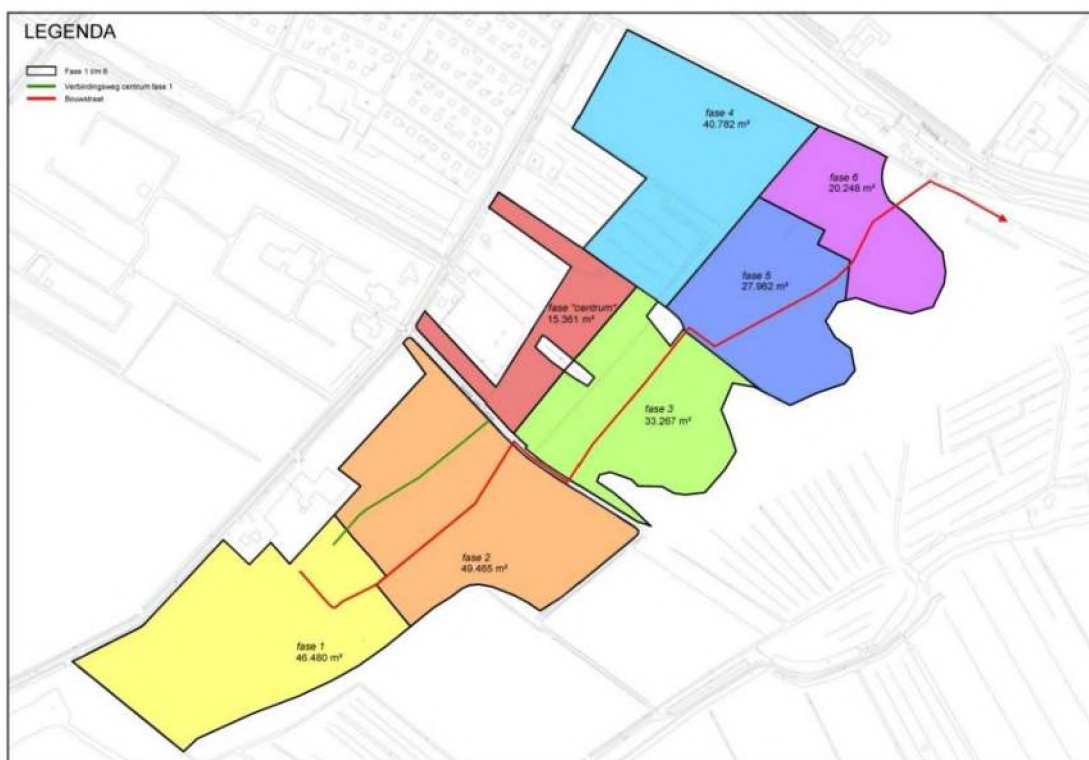 LEGENDA
Fase 1 t/m 6
Verbindingsweg centrum fase 1
Bouwstraat
fase 4
40.782 m²
fase 6
20.248 m²
fase 5
27.962 m²
fase "centrum"
15.361 m²
fase 3
33.267 m²
fase 2
49.465 m²
fase 1
46.480 m²